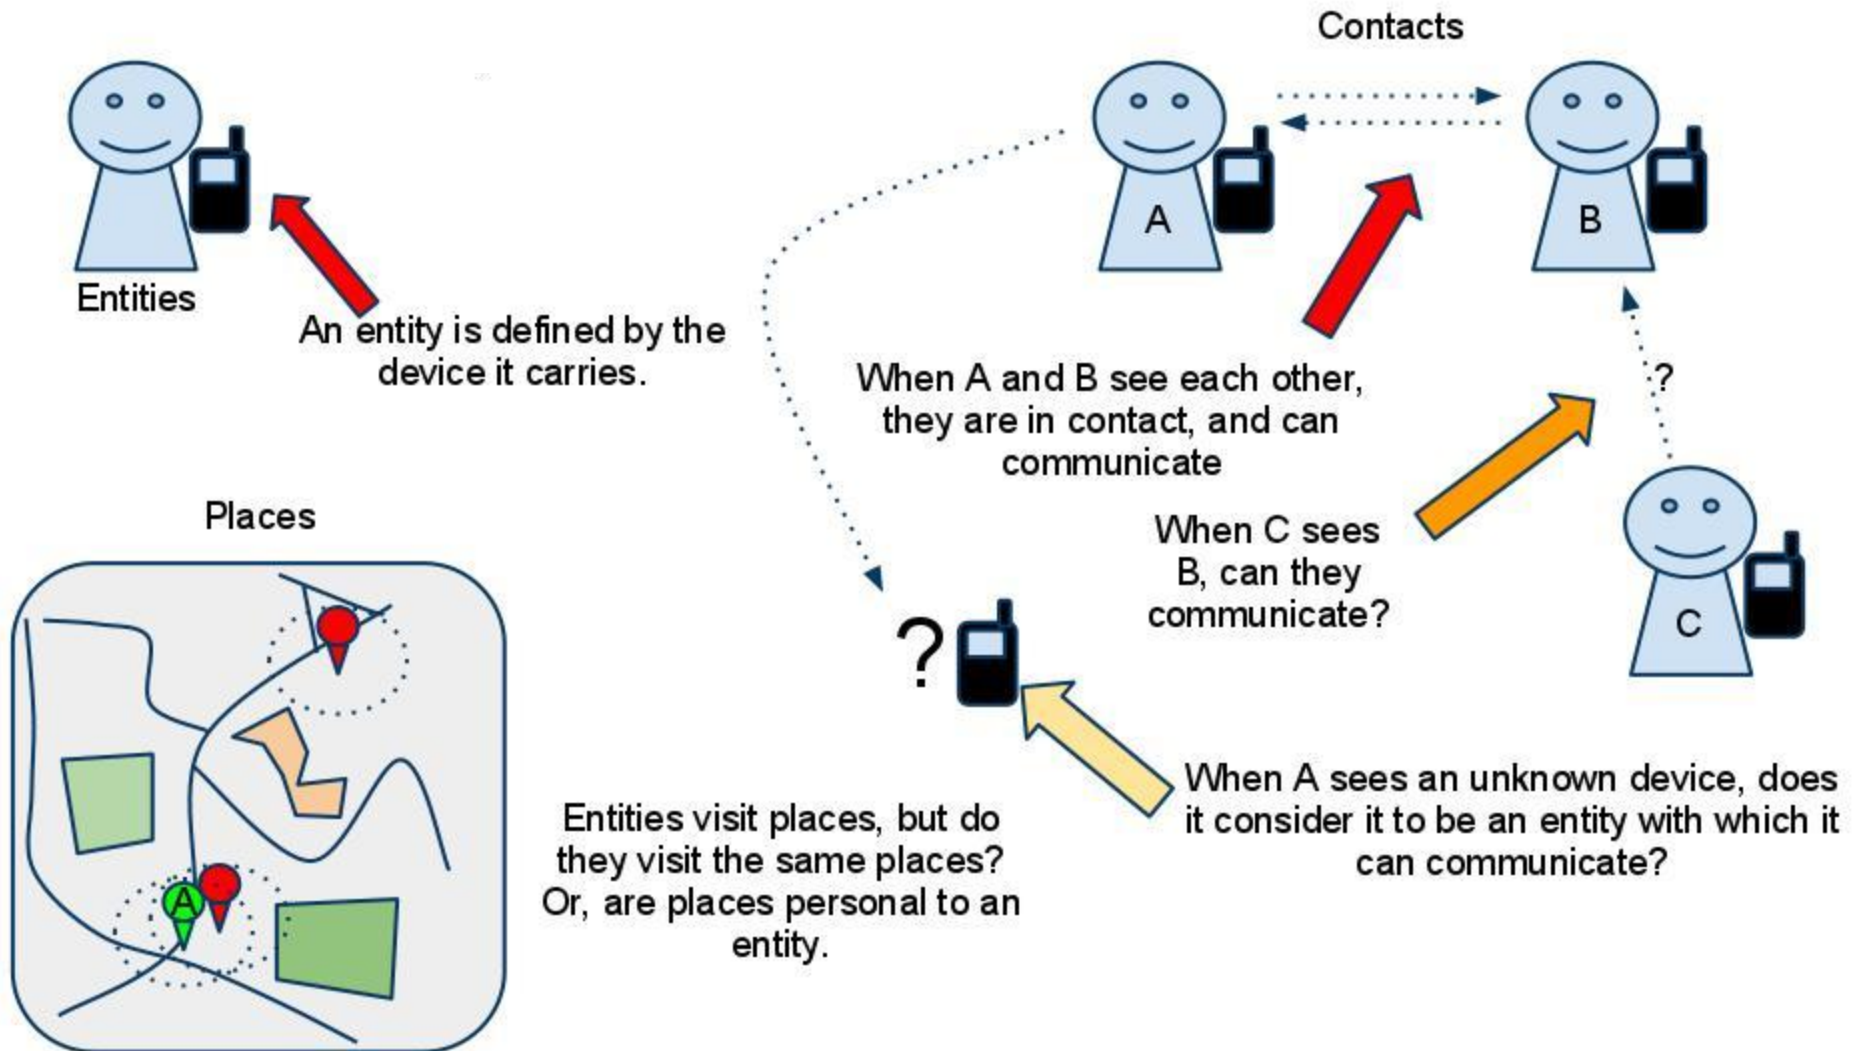 Contacts
A
B
Entities
An entity is defined by the
device it carries.
When A and B see each other,
they are in contact, and can
communicate
?
When C sees
B, can they
communicate?
C
?
Places
A
Entities visit places, but do
they visit the same places?
Or, are places personal to an
entity.
When A sees an unknown device, does
it consider it to be an entity with which it
can communicate?